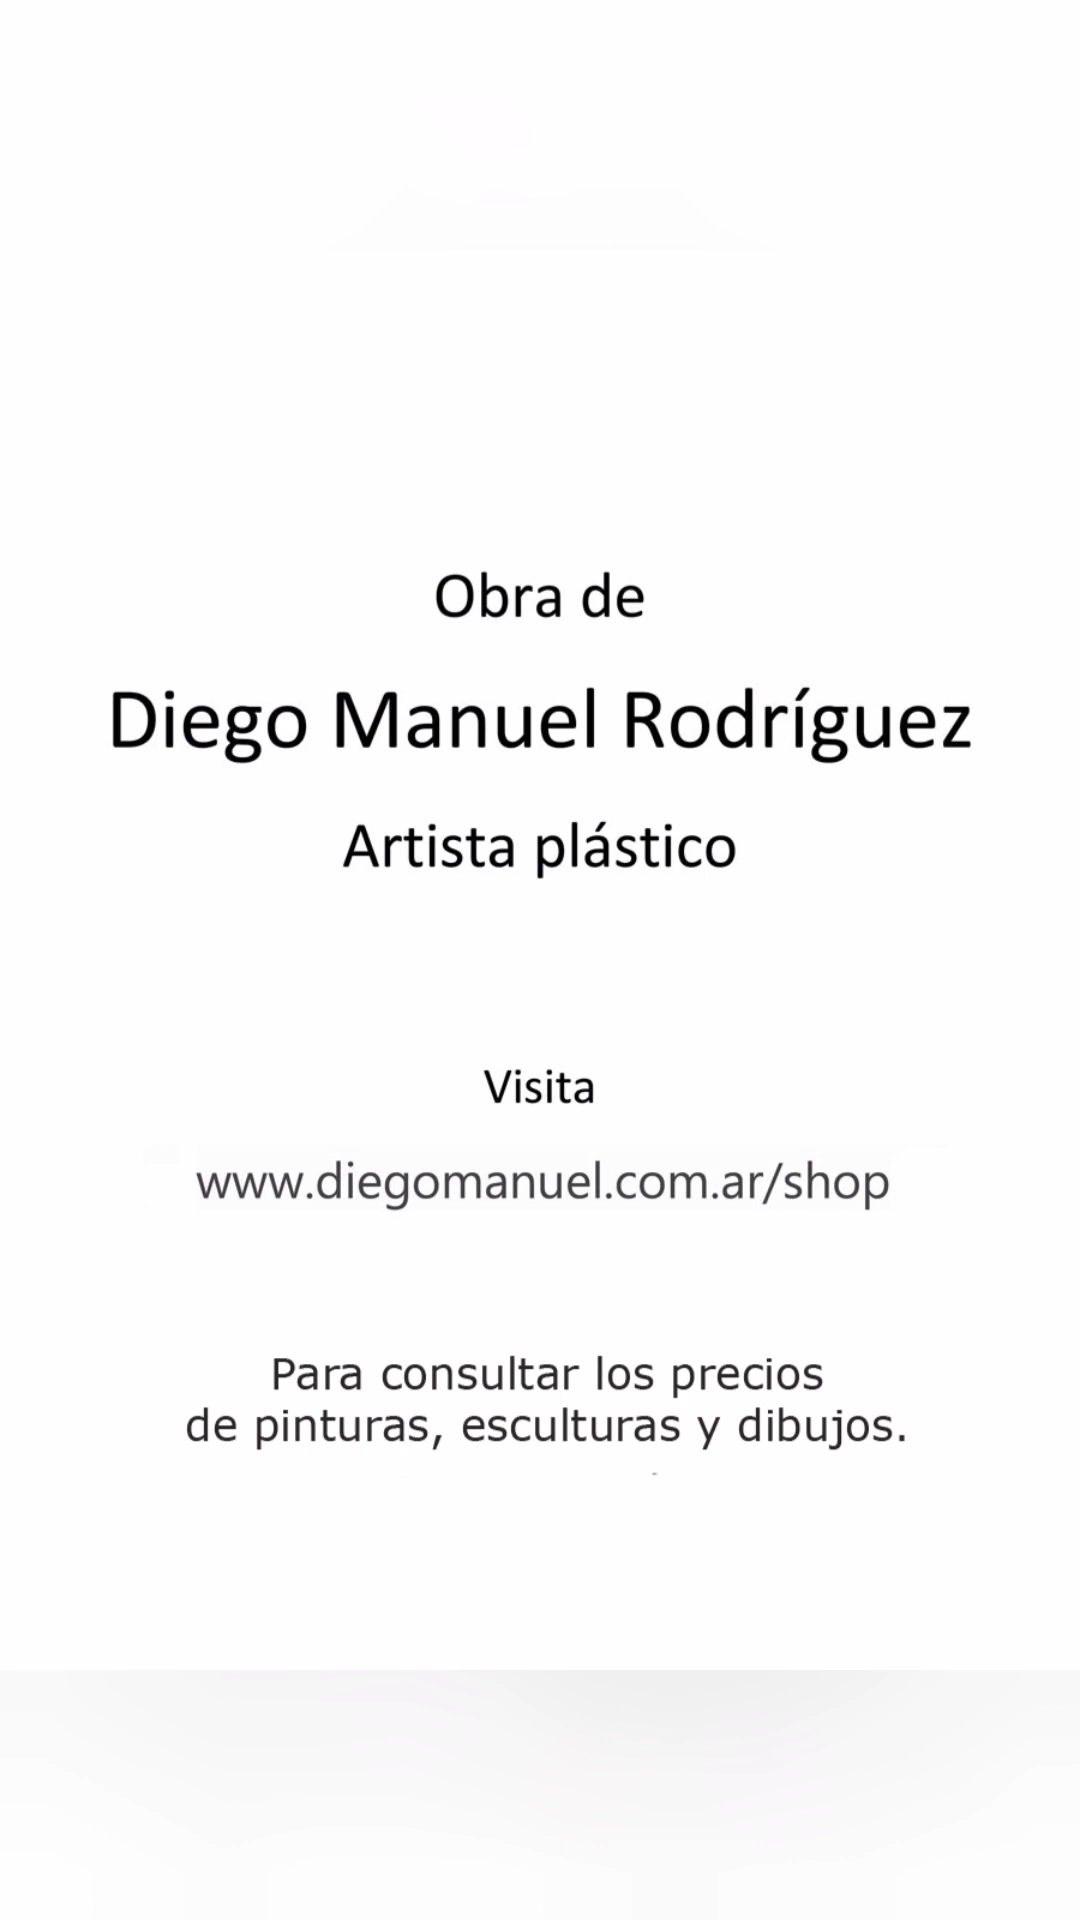 Obra de
Diego Manuel Rodríguez
Artista plástico
Visita
www.diegomanuel.com.ar/shop
Para consultar los precios
de pinturas, esculturas y dibujos.